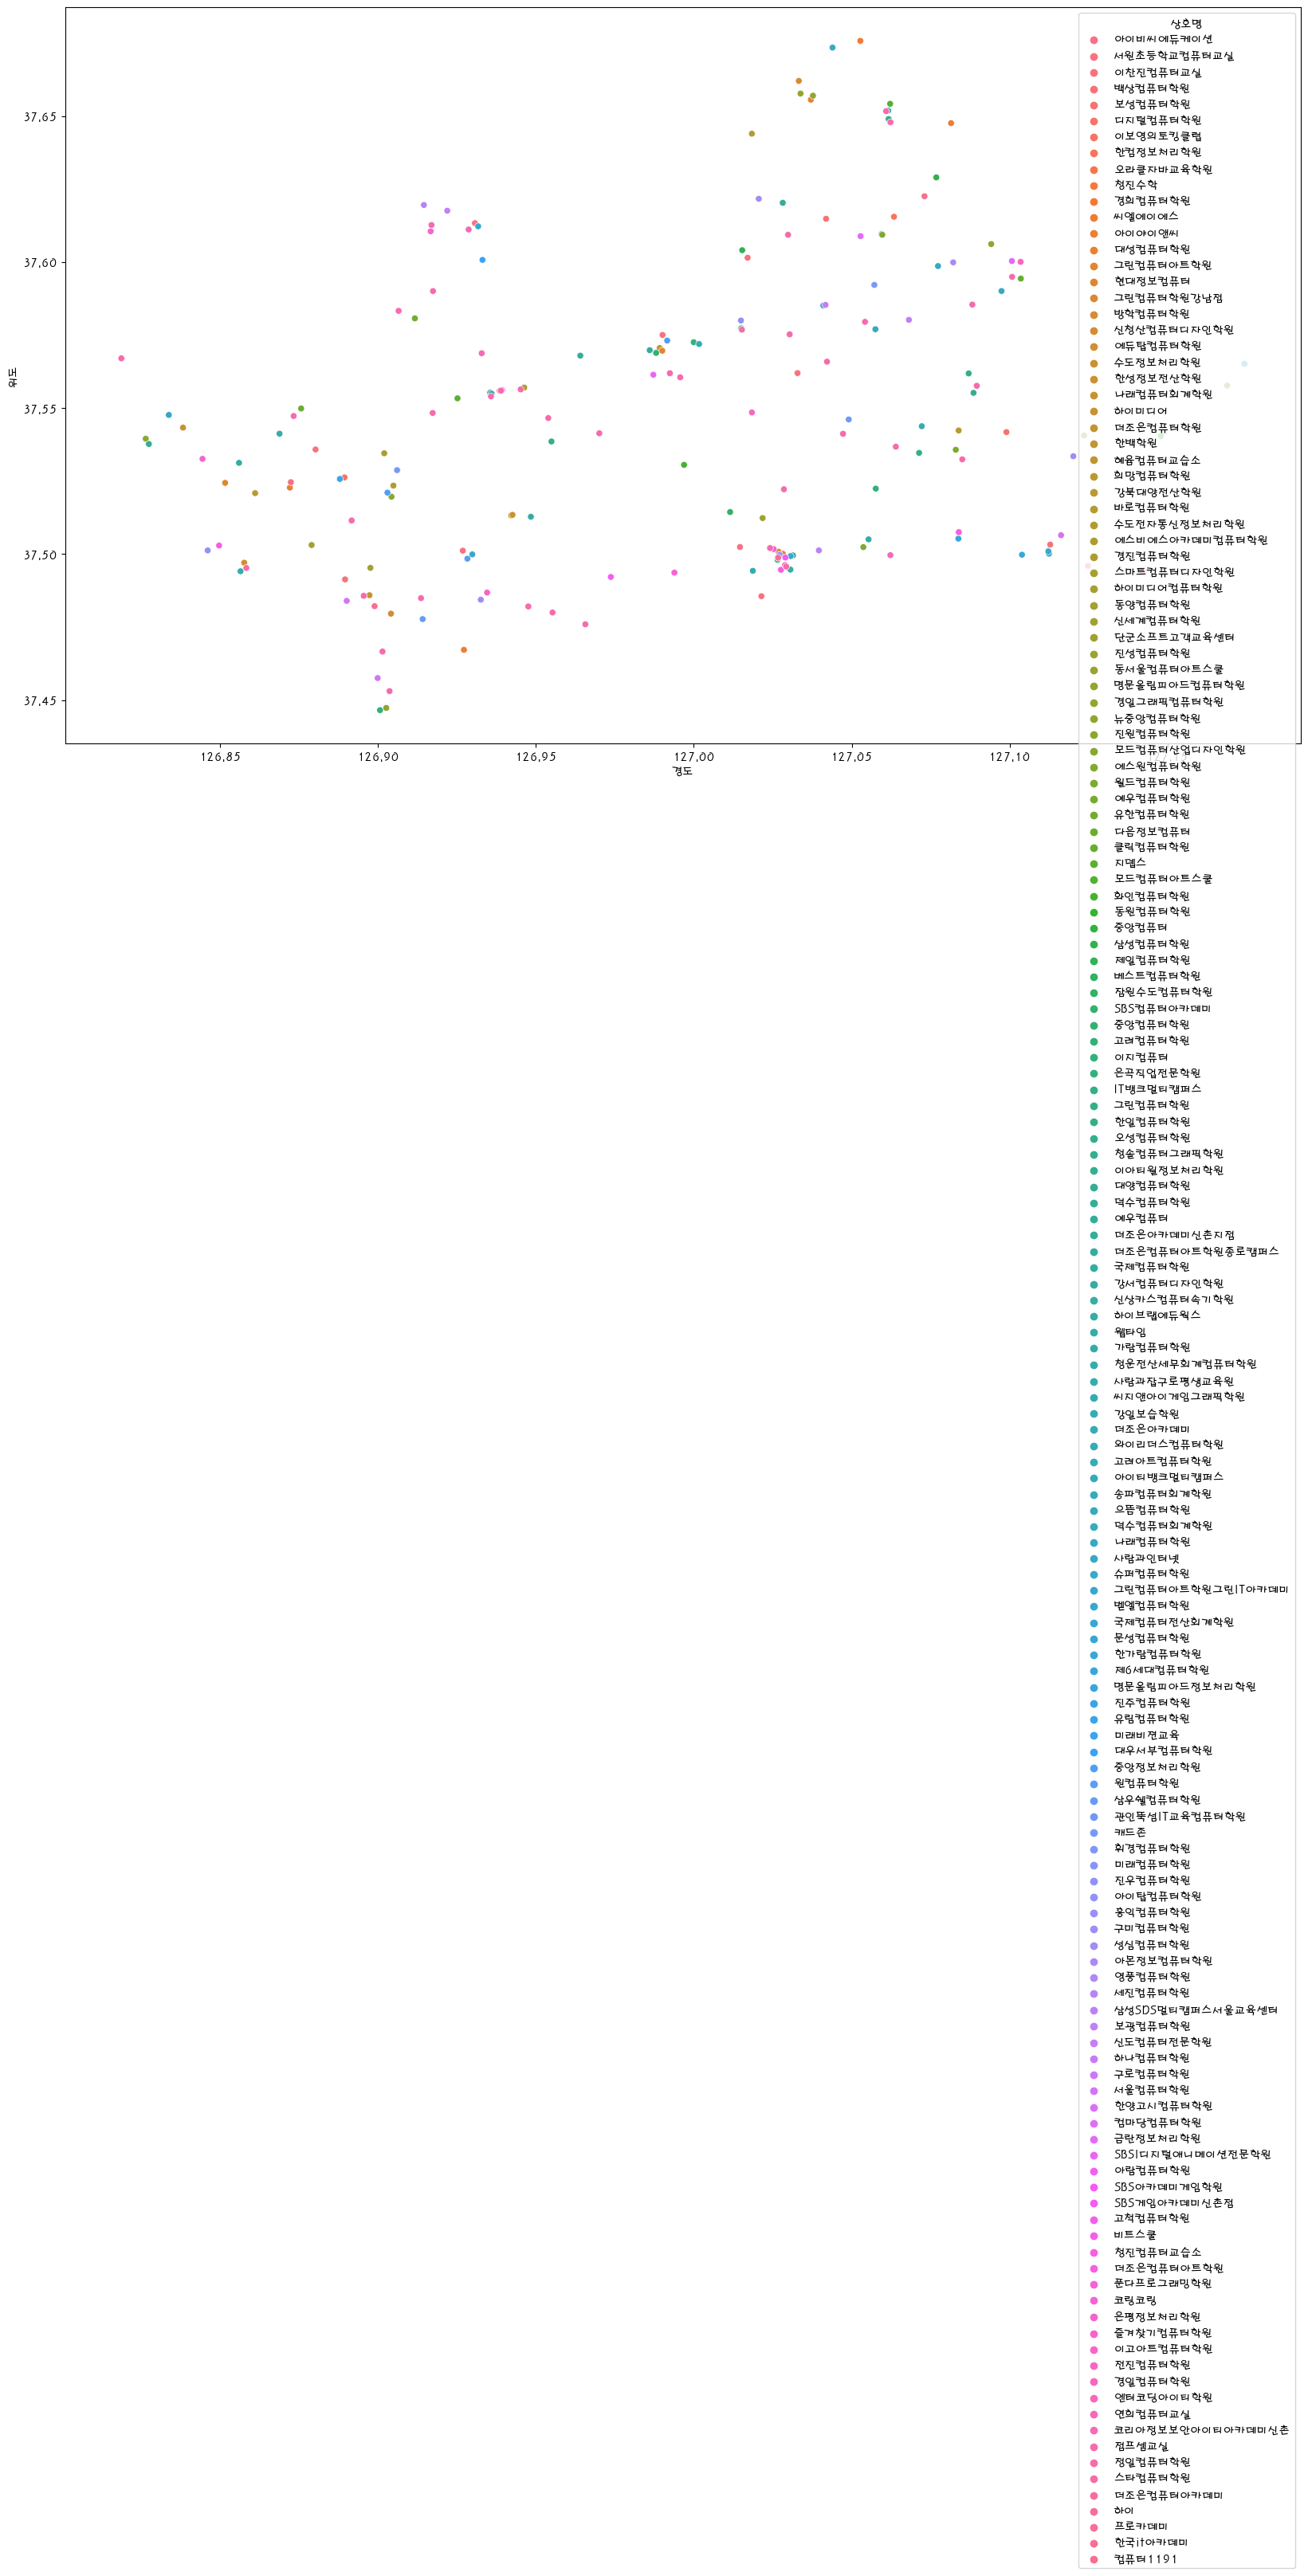 상호명
아이비씨에듀케이션
서원초등학교컴퓨터교실
이찬진컴퓨터교실
백상컴퓨터학원
보성컴퓨터학원
디지털컴퓨터학원
이보영의토킹클럽
한컴정보처리학원
오라클자바교육학원
청진수학
경희컴퓨터학원
씨엘에이에스
아이야이앤씨
대성컴퓨터학원
그린컴퓨터아트학원
현대정보컴퓨터
그린컴퓨터학원강남점
방학컴퓨터학원
신청산컴퓨터디자인학원
에듀탑컴퓨터학원
수도정보처리학원
한성정보전산학원
나래컴퓨터회계학원
하이미디어
더조은컴퓨터학원
한백학원
혜윰컴퓨터교습소
희망컴퓨터학원
강북대양전산학원
바로컴퓨터학원
수도전자통신정보처리학원
에스비에스아카데미컴퓨터학원
경진컴퓨터학원
스마트컴퓨터디자인학원
하이미디어컴퓨터학원
동양컴퓨터학원
신세계컴퓨터학원
단군소프트고객교육센터
진성컴퓨터학원
동서울컴퓨터아트스쿨
명문올림피아드컴퓨터학원
경일그래픽컴퓨터학원
뉴중앙컴퓨터학원
진원컴퓨터학원
모드컴퓨터산업디자인학원
에스원컴퓨터학원
월드컴퓨터학원
예우컴퓨터학원
유한컴퓨터학원
다음정보컴퓨터
클릭컴퓨터학원
지뎁스
모드컴퓨터아트스쿨
화인컴퓨터학원
동원컴퓨터학원
중앙컴퓨터
삼성컴퓨터학원
제일컴퓨터학원
베스트컴퓨터학원
잠원수도컴퓨터학원
SBS컴퓨터아카데미
중앙컴퓨터학원
고려컴퓨터학원
이지컴퓨터
은곡직업전문학원
IT뱅크멀티캠퍼스
그린컴퓨터학원
한일컴퓨터학원
오성컴퓨터학원
청솔컴퓨터그래픽학원
이아티윌정보처리학원
대양컴퓨터학원
덕수컴퓨터학원
예우컴퓨터
더조은아카데미신촌지점
더조은컴퓨터아트학원종로캠퍼스
국제컴퓨터학원
강서컴퓨터디자인학원
신상카스컴퓨터속기학원
하이브랩에듀웍스
웹타임
가람컴퓨터학원
청운전산세무회계컴퓨터학원
사람과잡구로평생교육원
씨지앤아이게임그래픽학원
강일보습학원
더조은아카데미
와이리더스컴퓨터학원
고려아트컴퓨터학원
아이티뱅크멀티캠퍼스
송파컴퓨터회계학원
으뜸컴퓨터학원
덕수컴퓨터회계학원
나래컴퓨터학원
사람과인터넷
슈퍼컴퓨터학원
그린컴퓨터아트학원그린IT아카데미
벧엘컴퓨터학원
국제컴퓨터전산회계학원
문성컴퓨터학원
한가람컴퓨터학원
제6세대컴퓨터학원
명문올림피아드정보처리학원
진주컴퓨터학원
유림컴퓨터학원
미래비젼교육
대우서부컴퓨터학원
중앙정보처리학원
원컴퓨터학원
삼우쉘컴퓨터학원
관인뚝섬IT교육컴퓨터학원
캐드존
휘경컴퓨터학원
미래컴퓨터학원
진우컴퓨터학원
아이탑컴퓨터학원
홍익컴퓨터학원
구미컴퓨터학원
성심컴퓨터학원
아몬정보컴퓨터학원
영풍컴퓨터학원
세진컴퓨터학원
삼성SDS멀티캠퍼스서울교육센터
보광컴퓨터학원
신도컴퓨터전문학원
하나컴퓨터학원
구로컴퓨터학원
서울컴퓨터학원
한양고시컴퓨터학원
컴마당컴퓨터학원
금란정보처리학원
SBSI디지털애니메이션전문학원
아람컴퓨터학원
SBS아카데미게임학원
SBS게임아카데미신촌점
고척컴퓨터학원
비트스쿨
청진컴퓨터교습소
더조은컴퓨터아트학원
푼다프로그래밍학원
코링코링
은평정보처리학원
즐겨찾기컴퓨터학원
이고아트컴퓨터학원
전진컴퓨터학원
경일컴퓨터학원
엔터코딩아이티학원
연희컴퓨터교실
코리아정보보안아이티아카데미신촌
점프셈교실
정일컴퓨터학원
스타컴퓨터학원
더조은컴퓨터아카데미
하이
프로카데미
한국it아카데미
컴퓨터1191
위도
37,65
37,60
37,55
37,50
37,45
126,85
126,90
126,95
127,00
127,05
127,10
경도